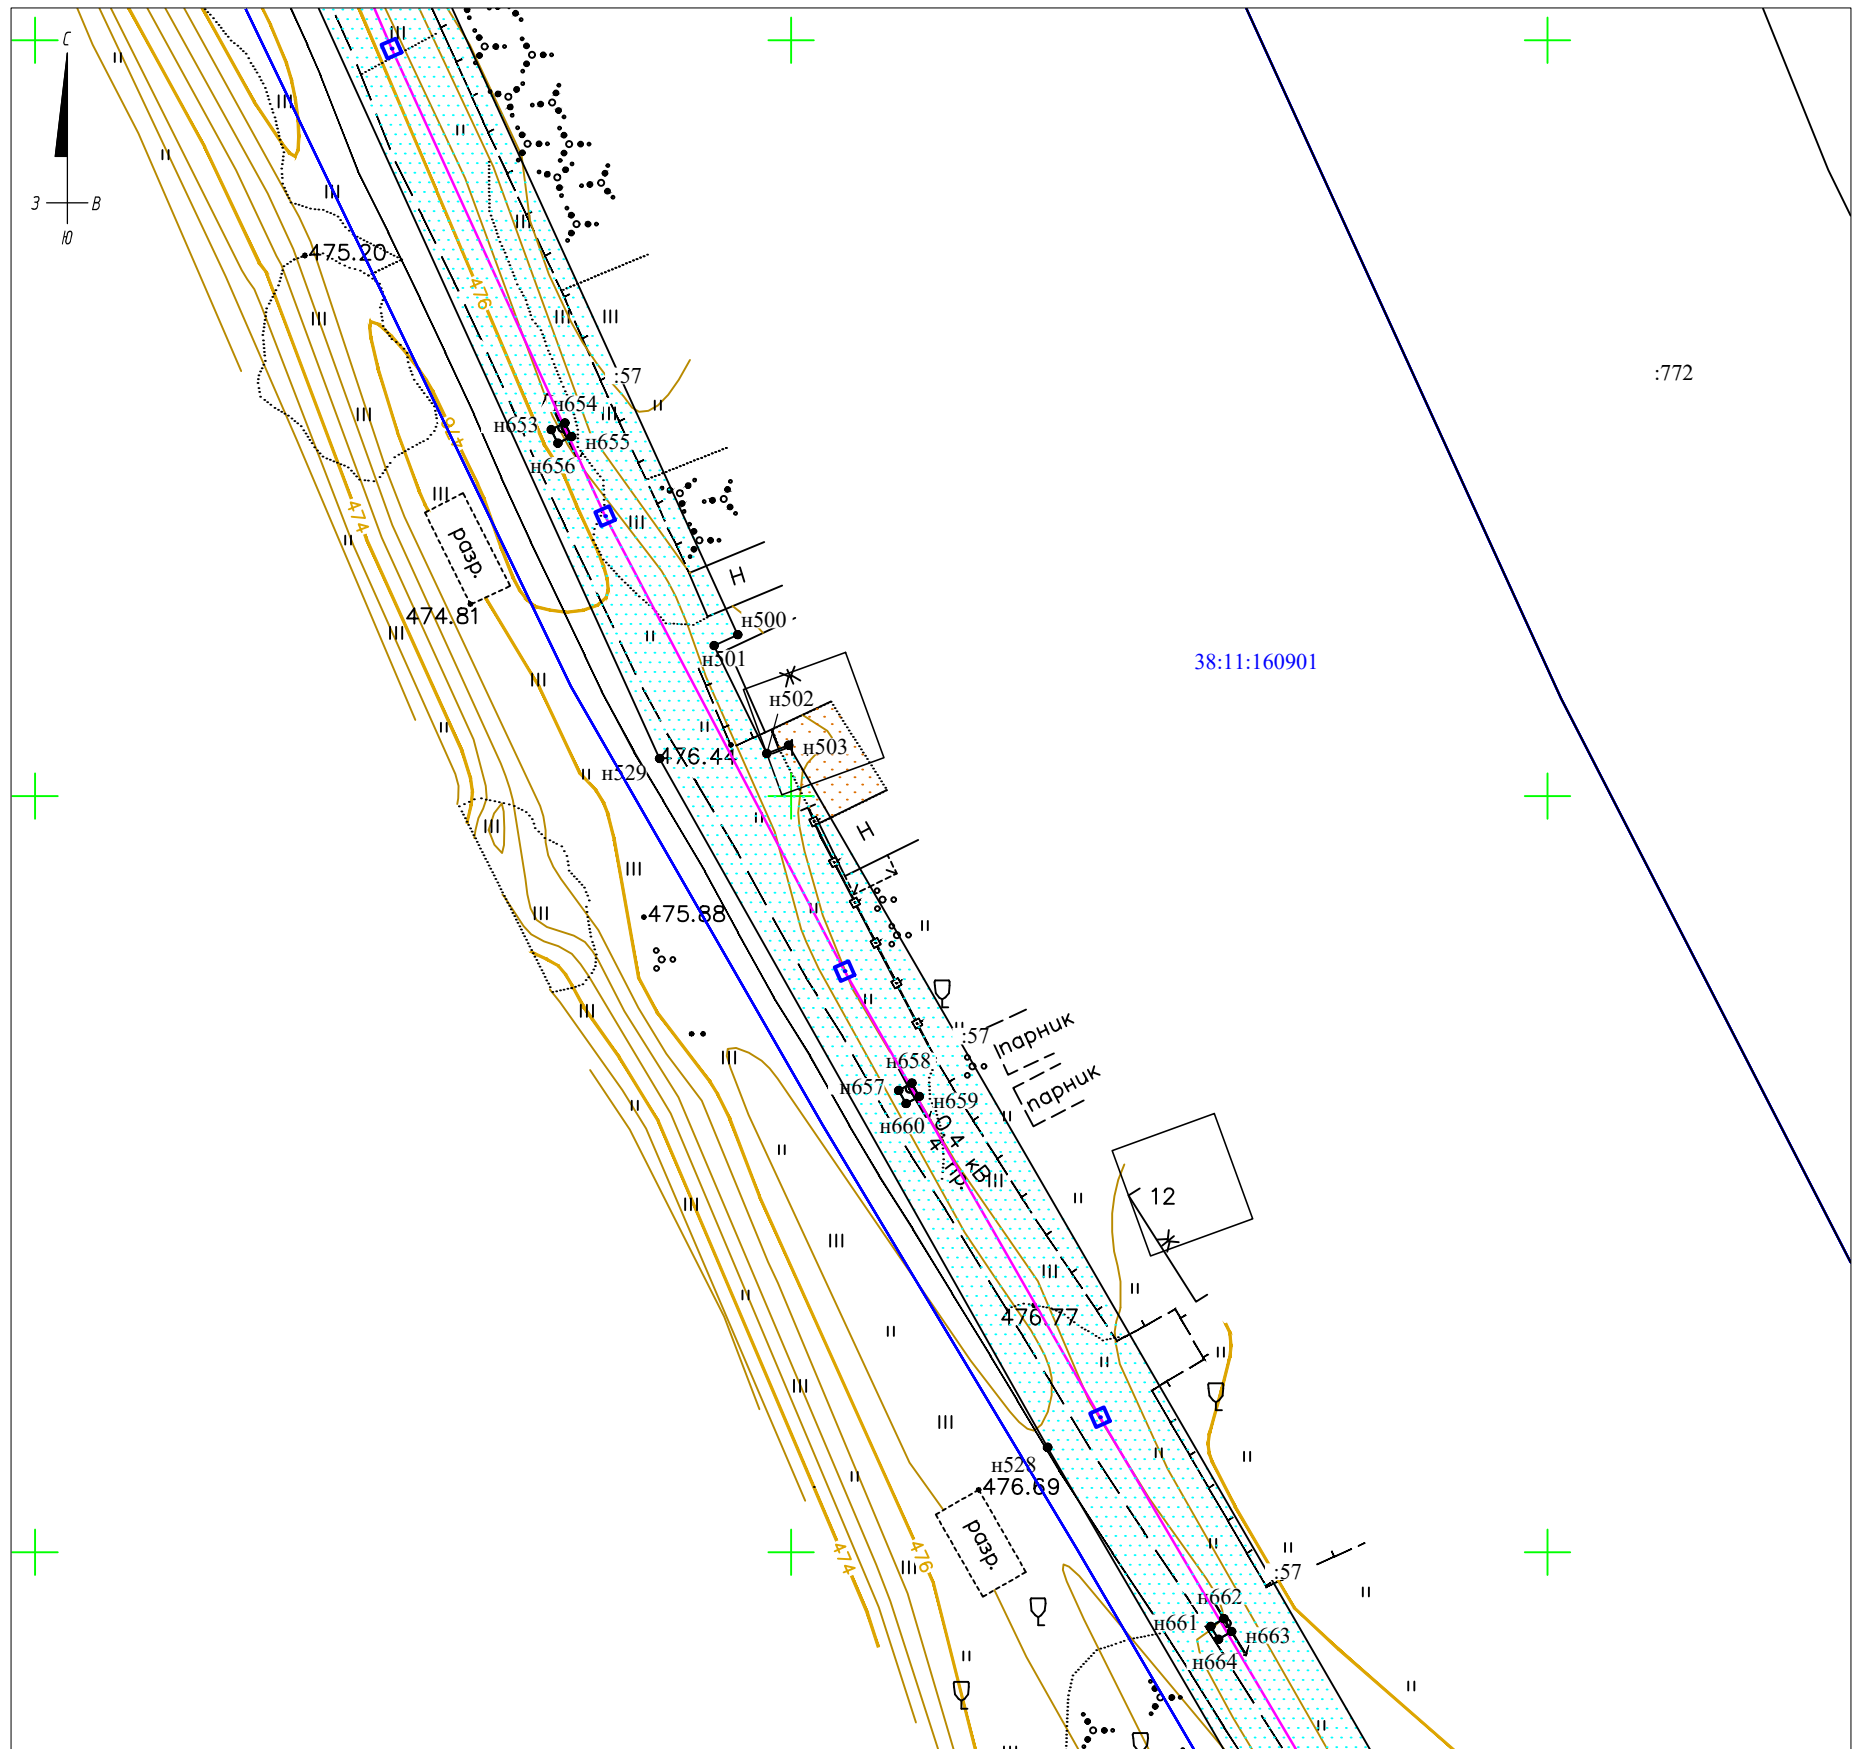 С
З В
Ю
475.20
476
:57
:772
н654
н653
н655
н656
476
474
разр.
474.81
Н
н500
н501
38:11:160901
Ж
н502
н503
476.44
н529
Н
475.88
:57
парник
парник
н658
н657
н659
н660
0.4 кВ
4 пр.
12
Ж
476.77
н528
476.69
разр.
474
476
:57
н662
н661
н663
н664